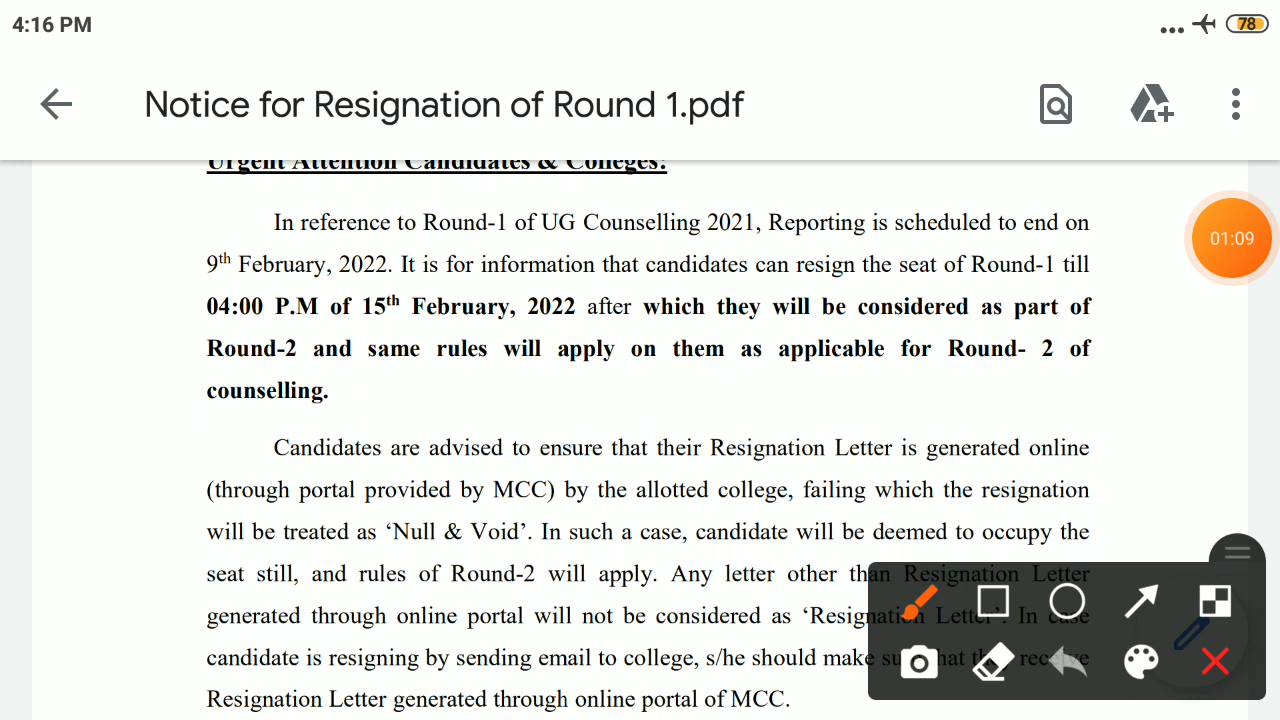 4:16 PM
78
Notice for Resignation of Round 1.pdf
Urgent Attention Candidates & Colleges:
In reference to Round-1 of UG Counselling 2021, Reporting is scheduled to end on
9th February, 2022. It is for information that candidates can resign the seat of Round-1 till
01:09
04:00 P.M of 15th February, 2022 after which they will be considered as part of
Round-2 and same rules will apply on them as applicable for Round- 2 of
counselling.
Candidates are advised to ensure that their Resignation Letter is generated online
(through portal provided by MCC) by the allotted college, failing which the resignation
will be treated as ‘Null & Void’. In such a case, candidate will be deemed to occupy the
seat still, and rules of Round-2 will apply. Any letter other than Resignation Letter
generated through online portal will not be considered as ‘Resignation Letter’. In case
candidate is resigning by sending email to college, s/he should make sure that they receive
Resignation Letter generated through online portal of MCC.